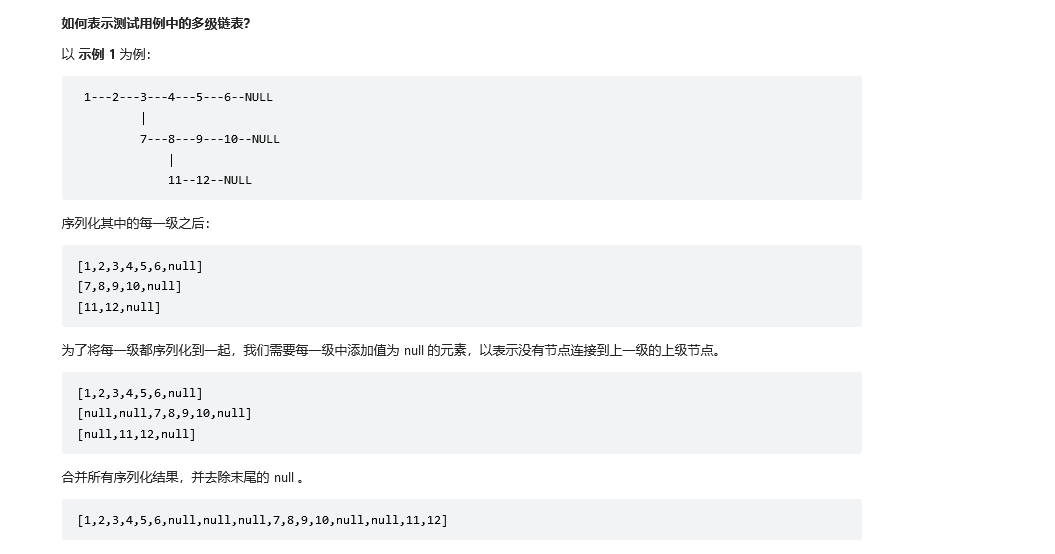 如何表示测试用例中的多级链表?
以 示例 1 为例:
1---2---3---4---5---6--NULL
|
7---8---9---10--NULL
|
11--12--NULL
序列化其中的每一级之后:
[1,2,3,4,5,6,null]
[7,8,9,10,null]
[11,12,null]
为了将每一级都序列化到一起，我们需要每一级中添加值为 null 的元素，以表示没有节点连接到上一级的上级节点。
[1,2,3,4,5,6,null]
[null,null,7,8,9,10,null]
[null,11,12,null]
合并所有序列化结果，并去除末尾的 null 。
[1,2,3,4,5,6,null,null,null,7,8,9,10,null,null,11,12]